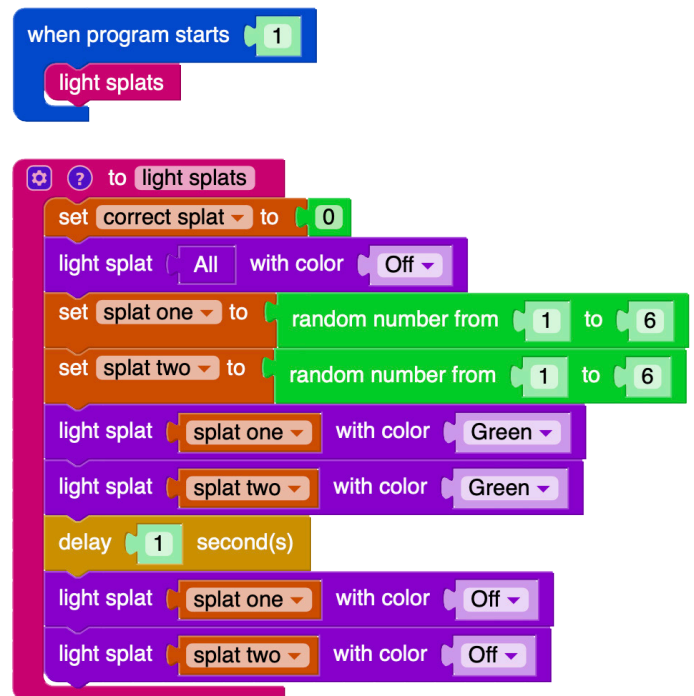 when program starts 1
light splats
? to light splats
set correct splat to 0
light splat All with color Off
set splat one to random number from 1 to 6
set splat two to random number from 1 to 6
light splat splat one with color Green
light splat splat two with color Green
delay 1 second(s)
light splat splat one with color Off
light splat splat two with color Off